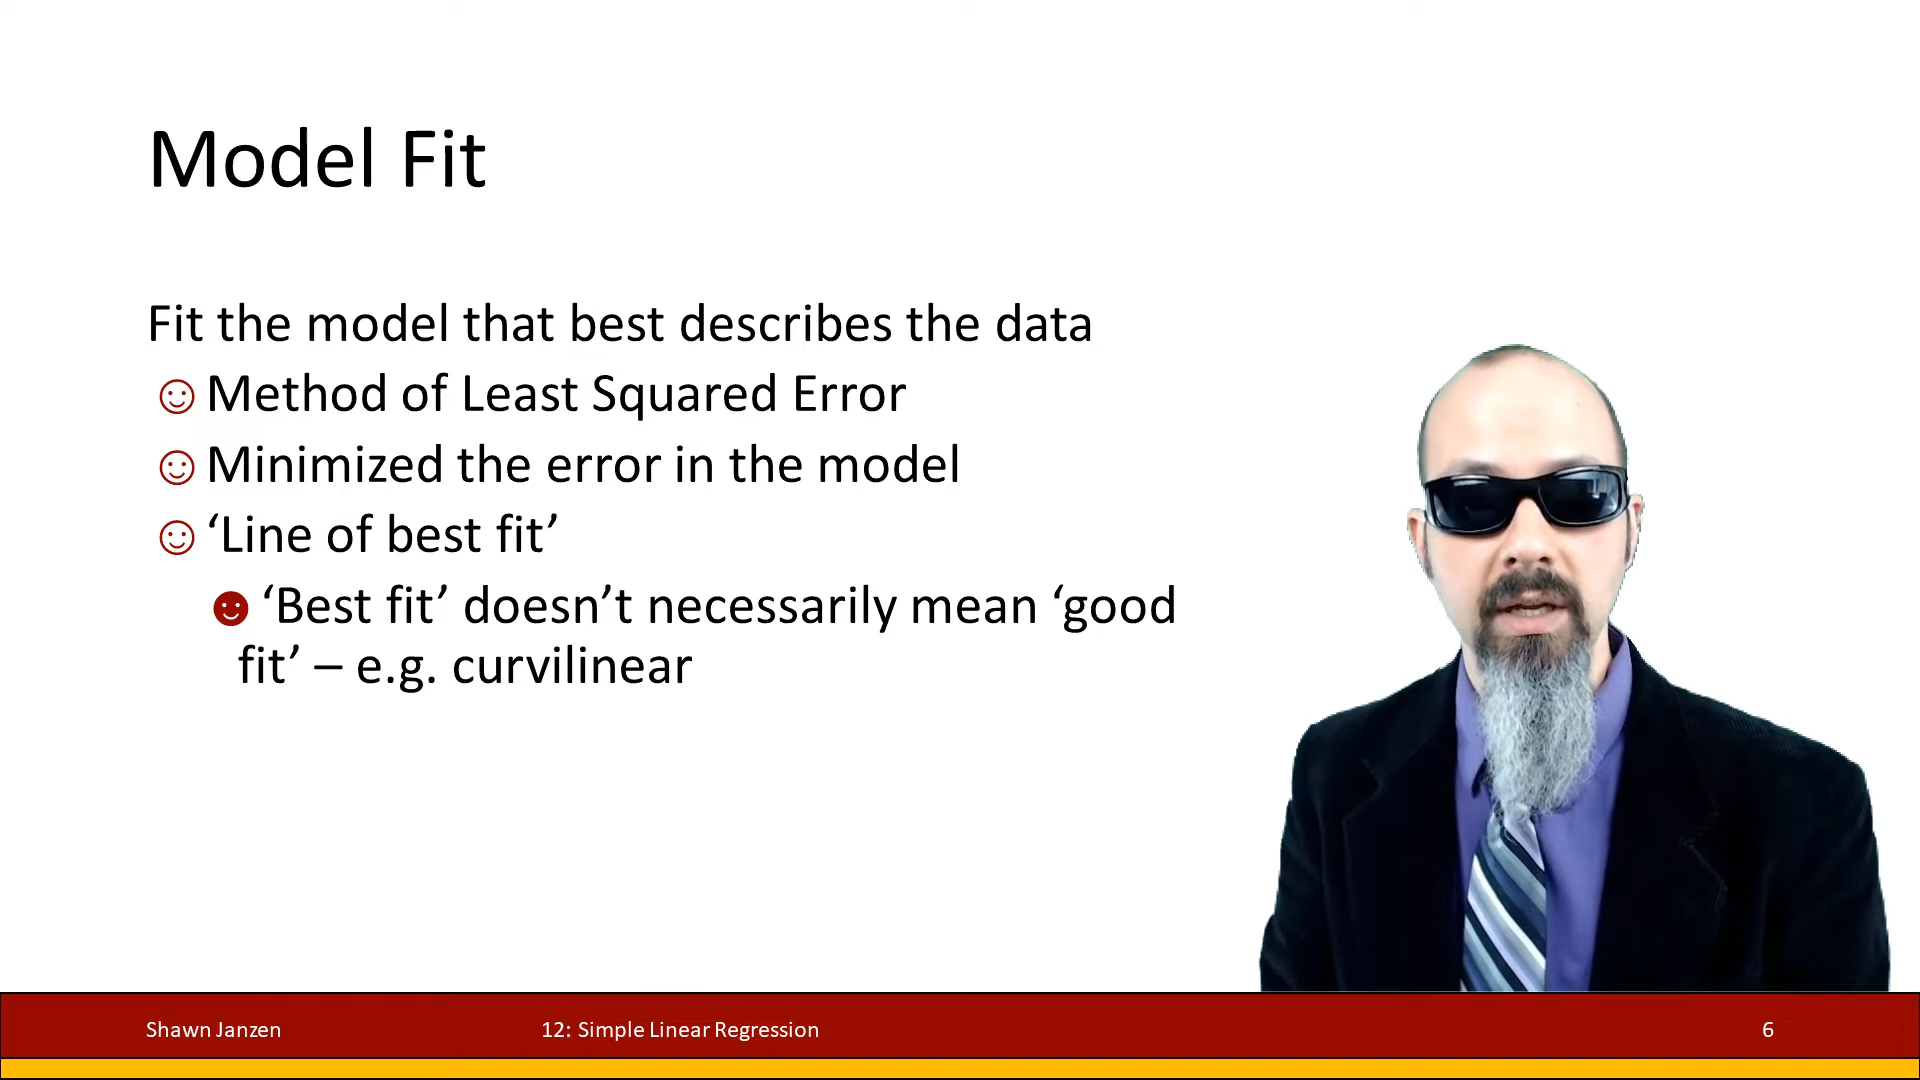 Model Fit
Fit the model that best describes the data
Method of Least Squared Error
Minimized the error in the model
‘Line of best fit’
‘Best fit’ doesn’t necessarily mean ‘good
fit’ – e.g. curvilinear
Shawn Janzen
12: Simple Linear Regression
6